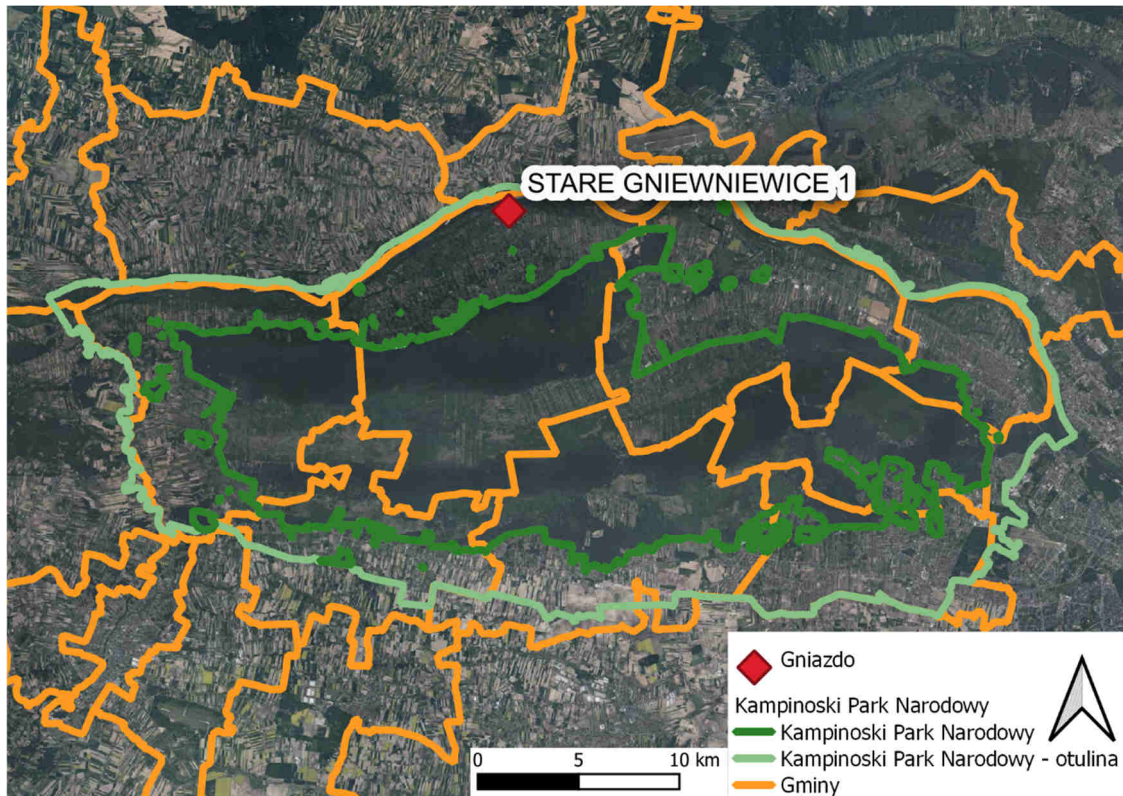 STARE GNIEWNIEWICE 1
Gniazdo
Kampinoski Park Narodowy
Kampinoski Park Narodowy
Kampinoski Park Narodowy - otulina
Gminy
0 5 10 km